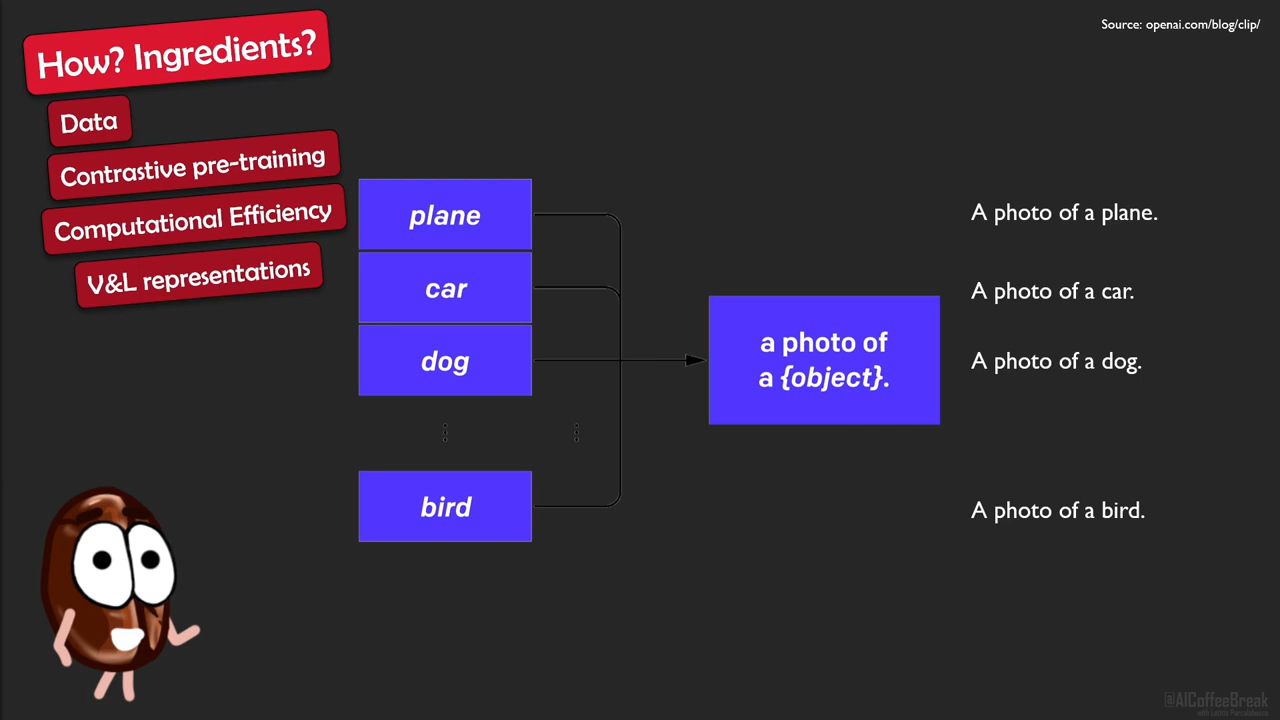 How? Ingredients?
Source: openai.com/blog/clip/
Data
Contrastive pre-training
Computational Efficiency
V&L representations
plane
car
dog
bird
a photo of
a {object}.
A photo of a plane.
A photo of a car.
A photo of a dog.
A photo of a bird.
@AICoffeeBreak